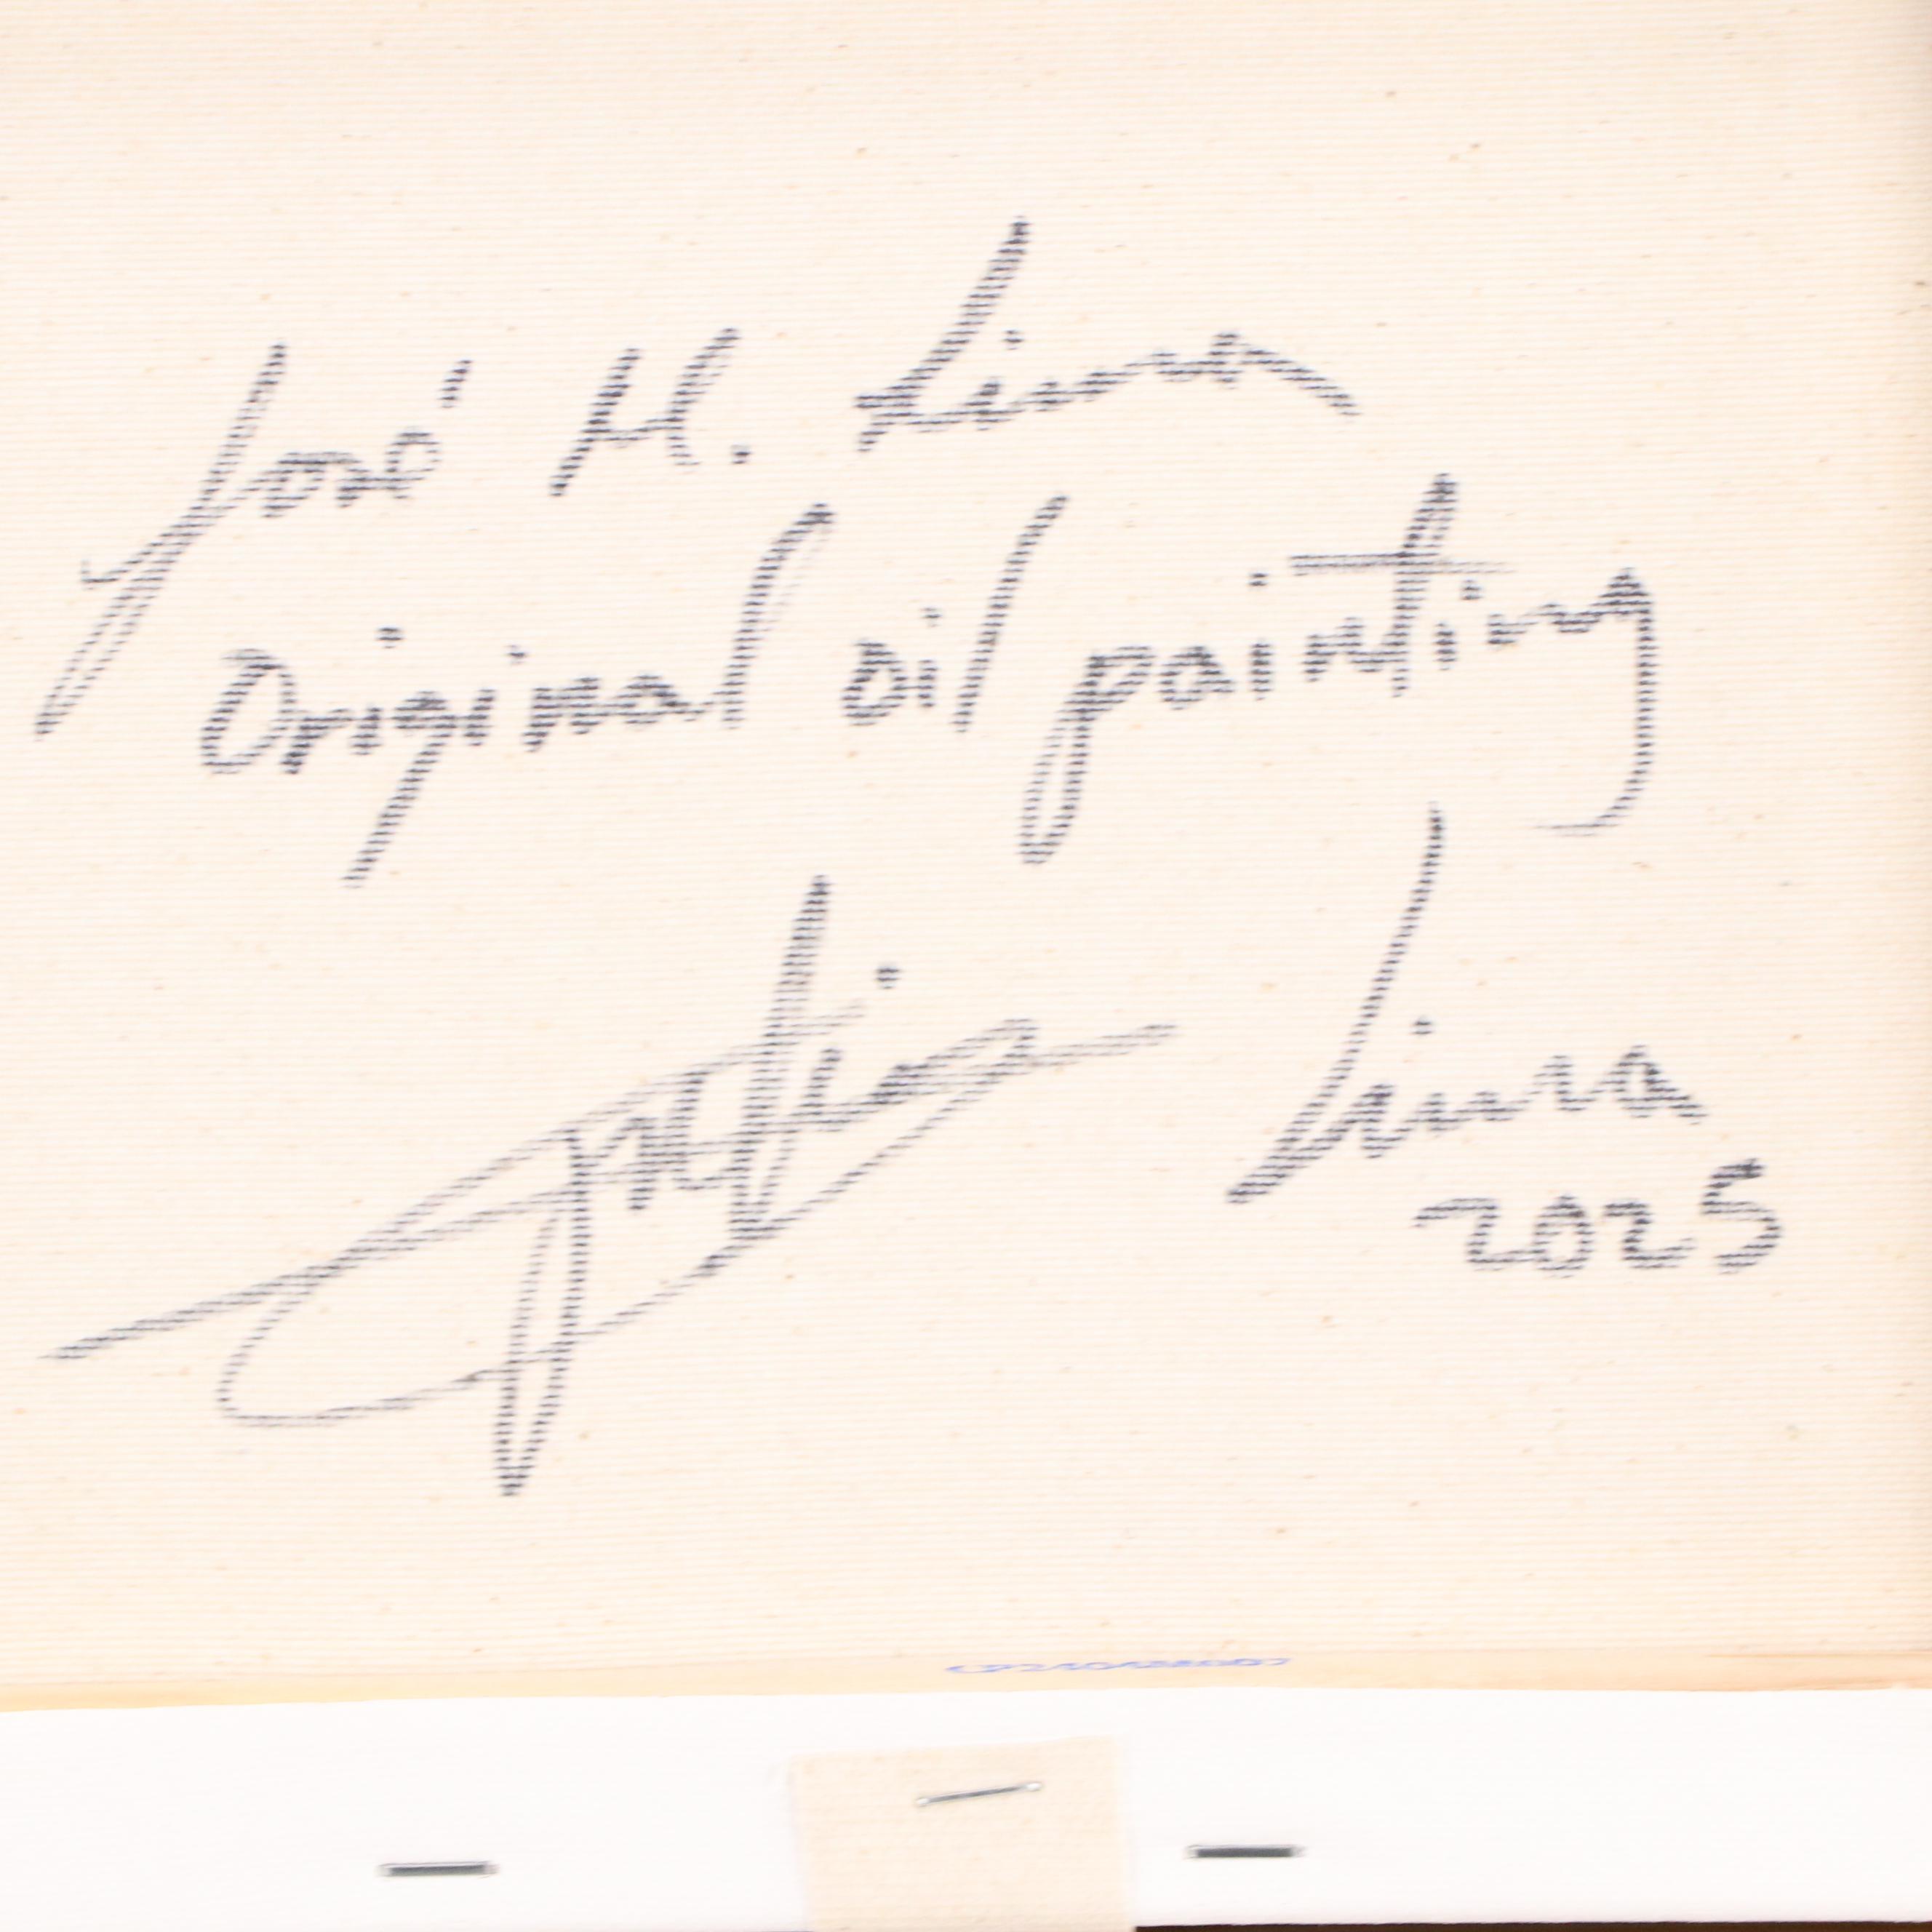 José M. Lima
Original oil painting
Lima
2025